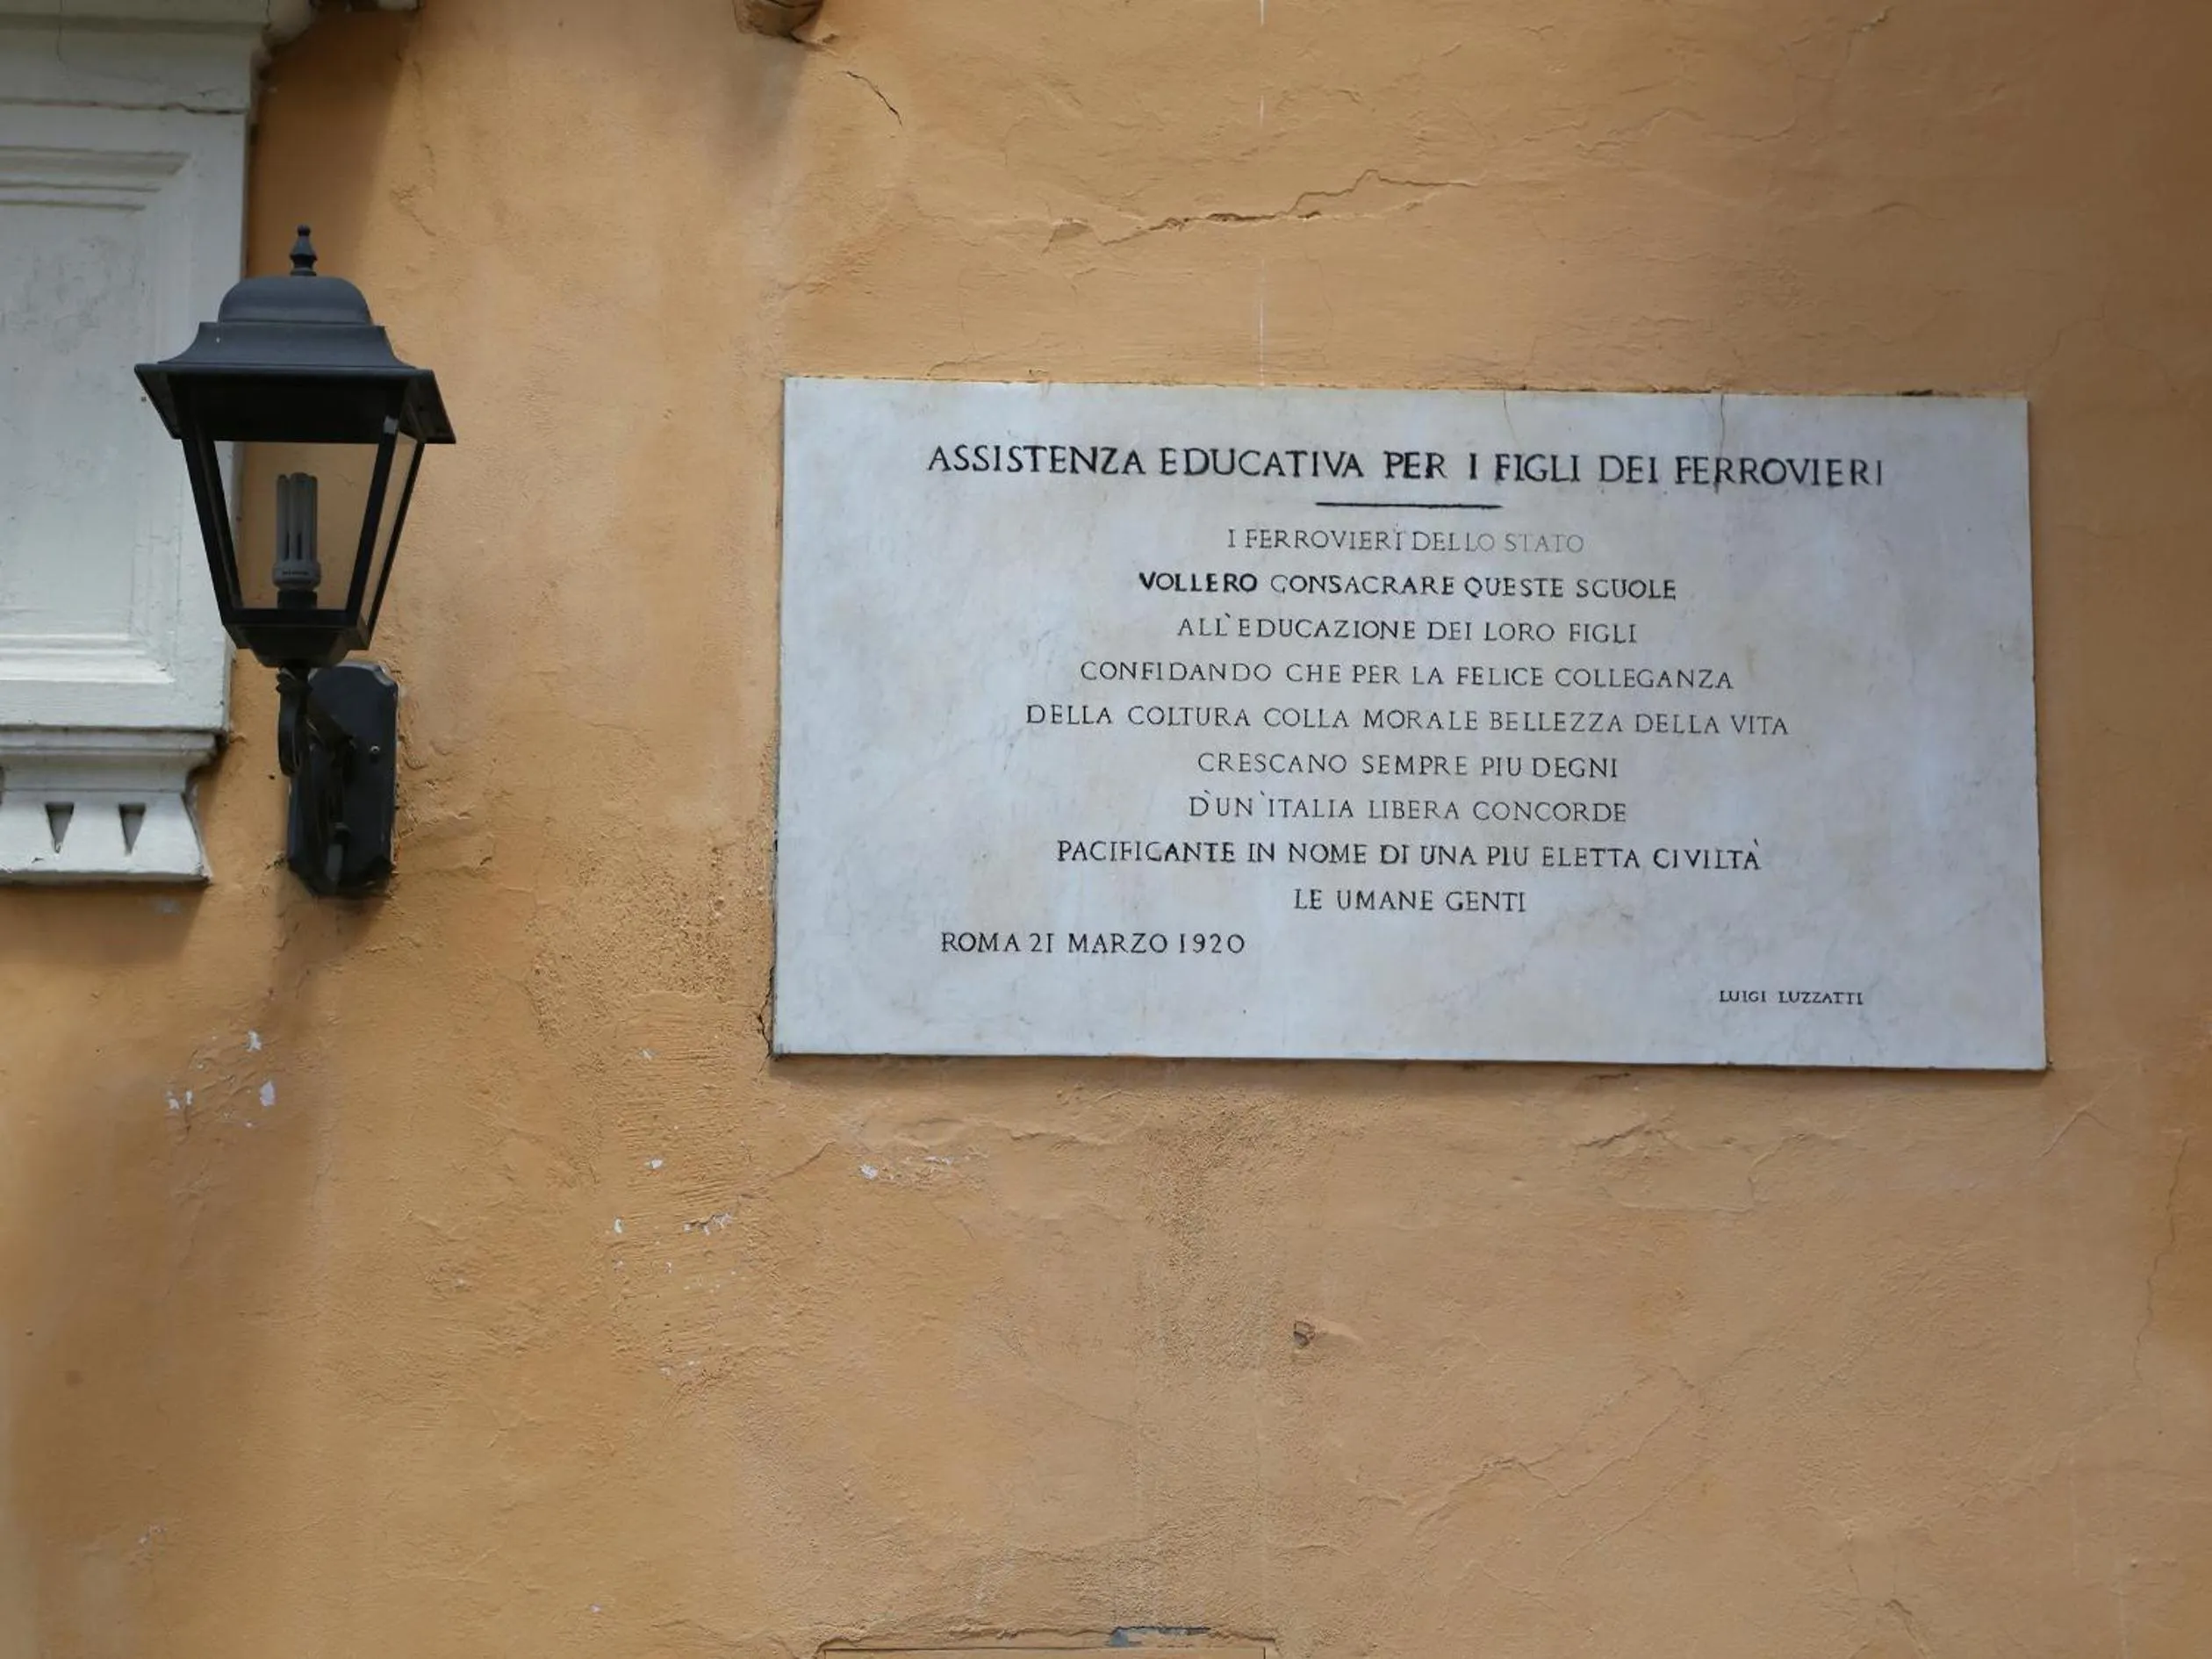 ASSISTENZA EDUCATIVA PER I FIGLI DEI FERROVIERI
I FERROVIERI DELLO STATO
VOLLERO CONSACRARE QUESTE SCUOLE
ALL'EDUCAZIONE DEI LORO FIGLI
CONFIDANDO CHE PER LA FELICE COLLEGANZA
DELLA COLTURA COLLA MORALE BELLEZZA DELLA VITA
CRESCANO SEMPRE PIU DEGNI
D'UN'ITALIA LIBERA CONCORDE
PACIFICANTE IN NOME DI UNA PIU ELETTA CIVILTÀ
LE UMANE GENTI
ROMA 21 MARZO 1920
LUIGI LUZZATTI